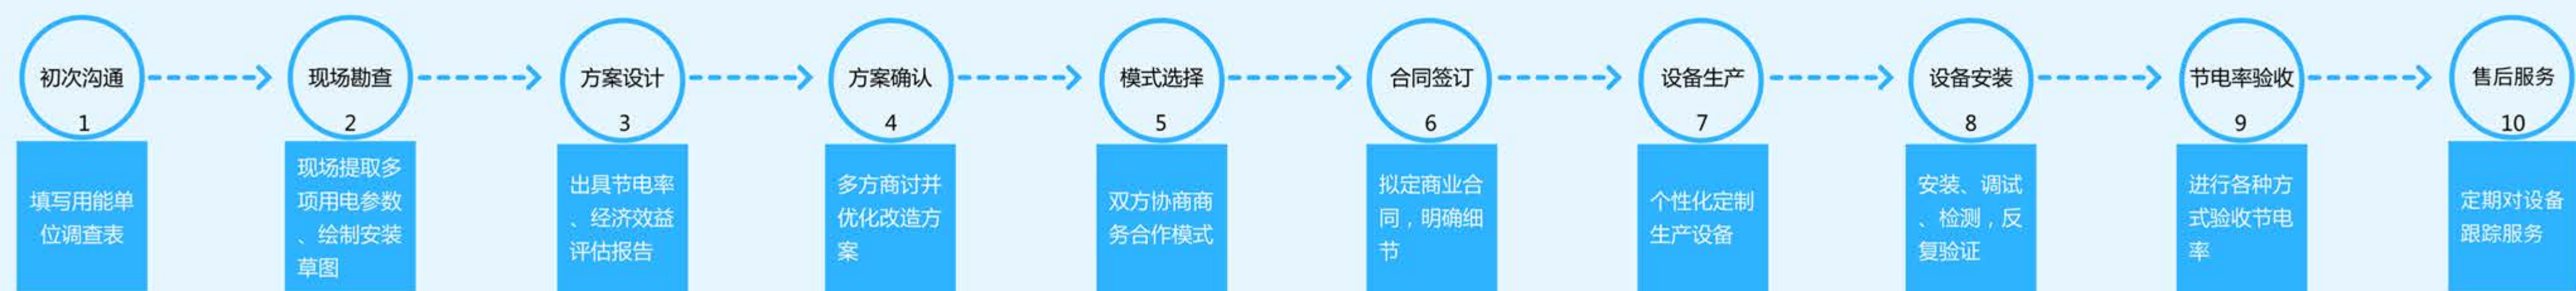 初次沟通
1
填写用能单
位调查表
现场勘查
2
现场提取多
项用电参数
、绘制安装
草图
方案设计
3
出具节电率
、经济效益
评估报告
方案确认
4
多方商讨并
优化改造方
案
模式选择
5
双方协商商
务合作模式
合同签订
6
拟定商业合
同，明确细
节
设备生产
7
个性化定制
生产设备
设备安装
8
安装、调试
、检测，反
复验证
节电率验收
9
进行各种方
式验收节电
率
售后服务
10
定期对设备
跟踪服务